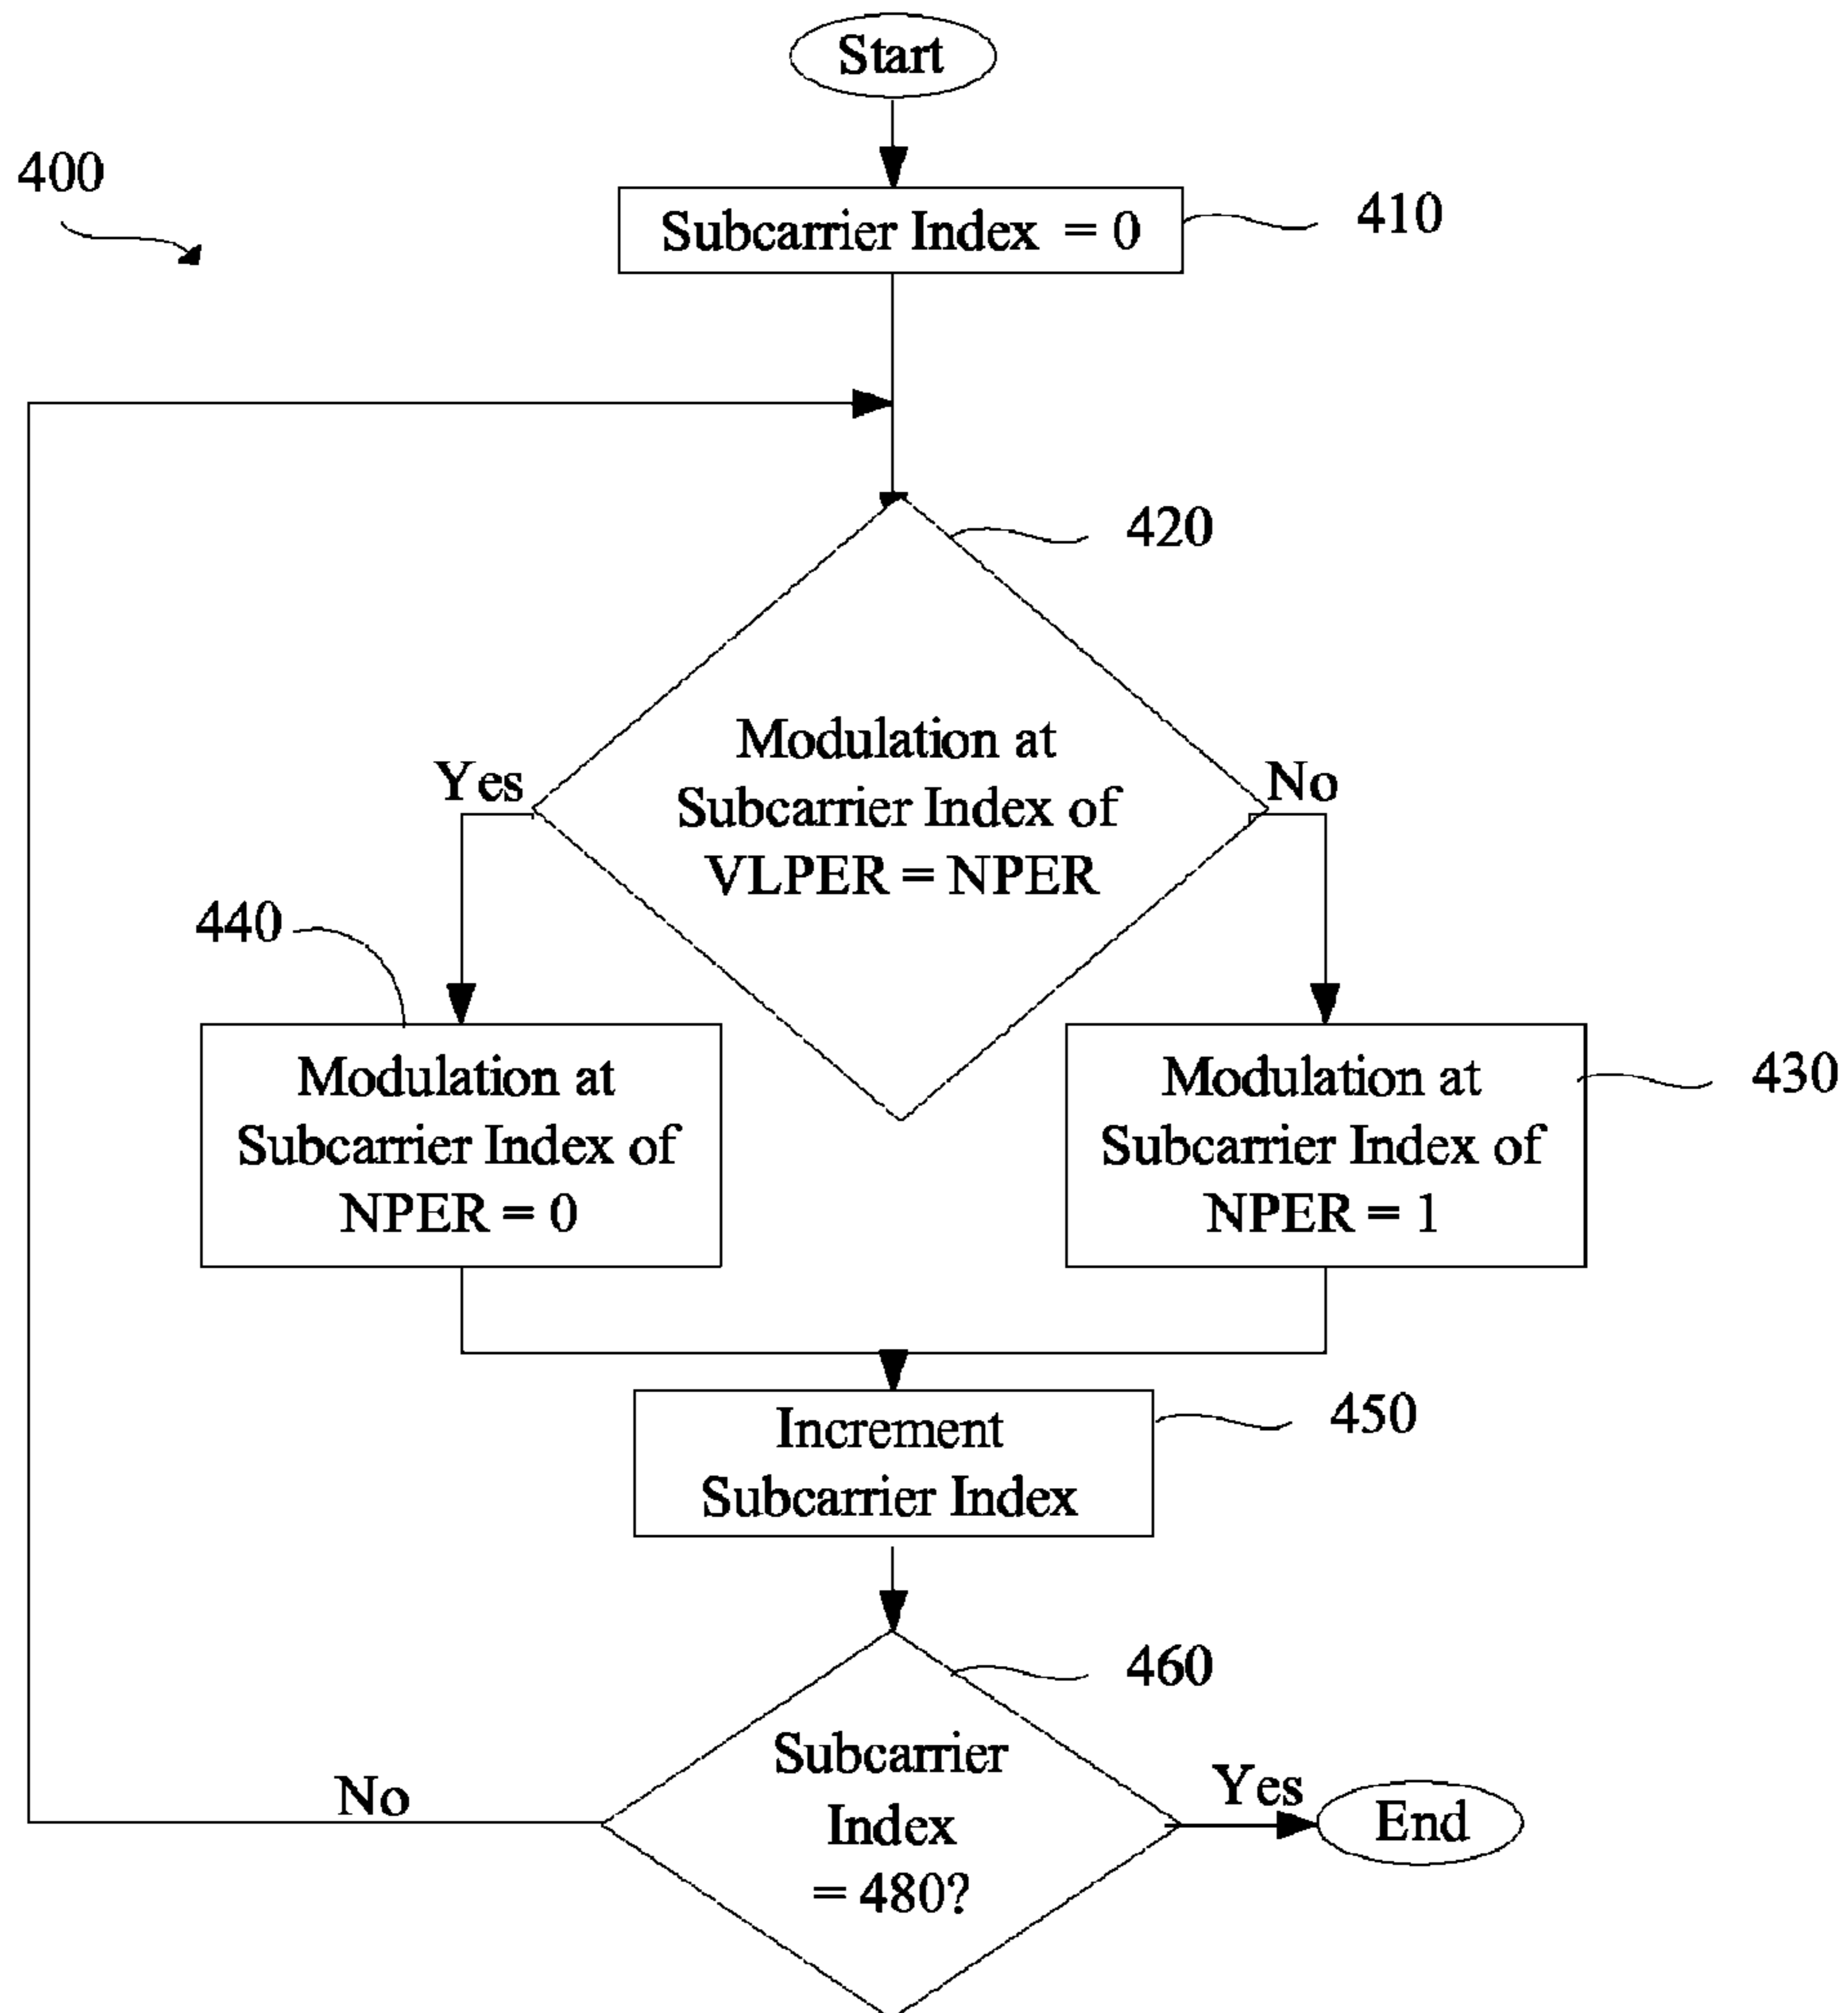 Start
400
Subcarrier Index = 0
410
420
Modulation at
Subcarrier Index of
VLPER = NPER
Yes
No
440
Modulation at
Subcarrier Index of
NPER = 0
Modulation at
Subcarrier Index of
NPER = 1
430
Increment
Subcarrier Index
450
460
Subcarrier
Index
= 480?
No
Yes
End